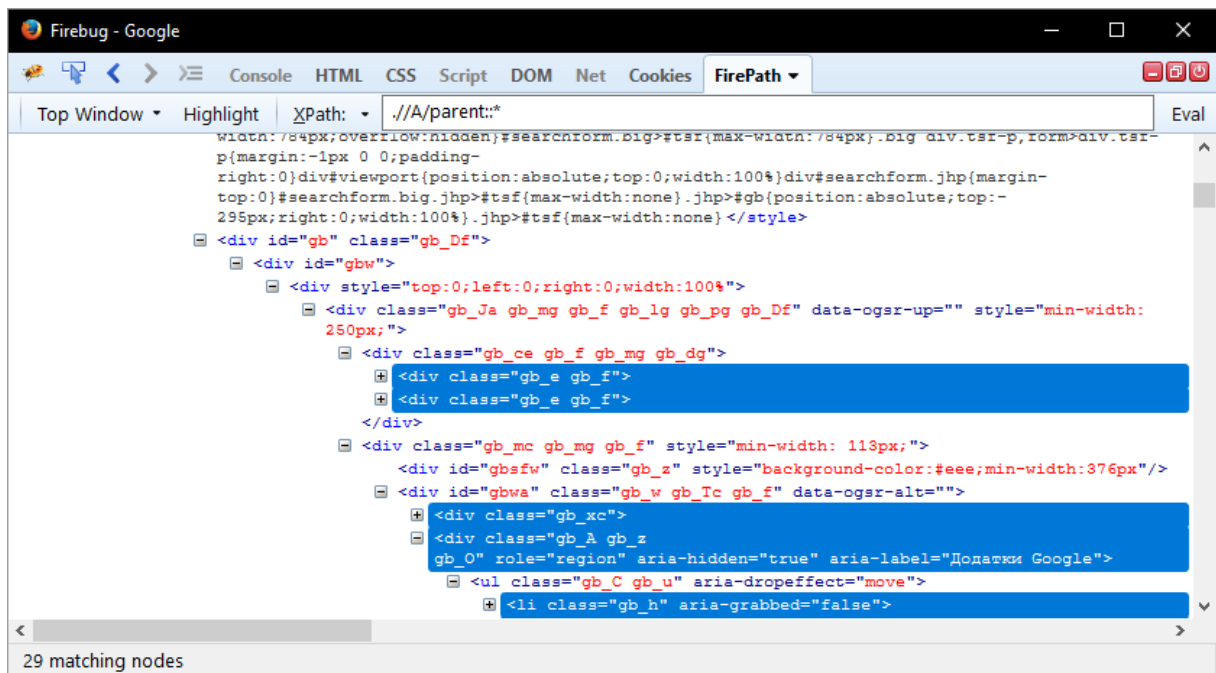 Firebug - Google
Console HTML CSS Script DOM Net Cookies FirePath
Top Window Highlight XPath: .//A/parent::* Eval
width:784px;overflow:hidden}#searchform.big>#tsf{max-width:784px}.big div.tsf-p,form>div.tsf-
p{margin:-1px 0 0;padding-
right:0}div#viewport{position:absolute;top:0;width:100%}div#searchform.jhp{margin-
top:0}#searchform.big.jhp>#tsf{max-width:none}.jhp>#gb{position:absolute;top:-
295px;right:0;width:100%}.jhp>#tsf{max-width:none}</style>
<div id="gb" class="gb_Df">
<div id="gbw">
<div style="top:0;left:0;right:0;width:100%">
<div class="gb_Ja gb_mg gb_f gb_lg gb_pg gb_Df" data-ogsr-up="" style="min-width:
250px;">
<div class="gb_ce gb_f gb_mg gb_dg">
<div class="gb_e gb_f">
<div class="gb_e gb_f">
</div>
<div class="gb_mc gb_mg gb_f" style="min-width: 113px;">
<div id="gbsfw" class="gb_z" style="background-color:#eee;min-width:376px"/>
<div id="gbwa" class="gb_w gb_Tc gb_f" data-ogsr-alt="">
<div class="gb_xc">
<div class="gb_A gb_z
gb_O" role="region" aria-hidden="true" aria-label="Додатки Google">
<ul class="gb_C gb_u" aria-dropeffect="move">
<li class="gb_h" aria-grabbed="false">
29 matching nodes